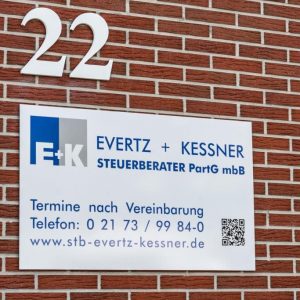 22
E+K
EVERTZ + KESSNER
STEUERBERATER PartG mbB
Termine nach Vereinbarung
Telefon: 0 21 73 / 99 84-0
www.stb-evertz-kessner.de